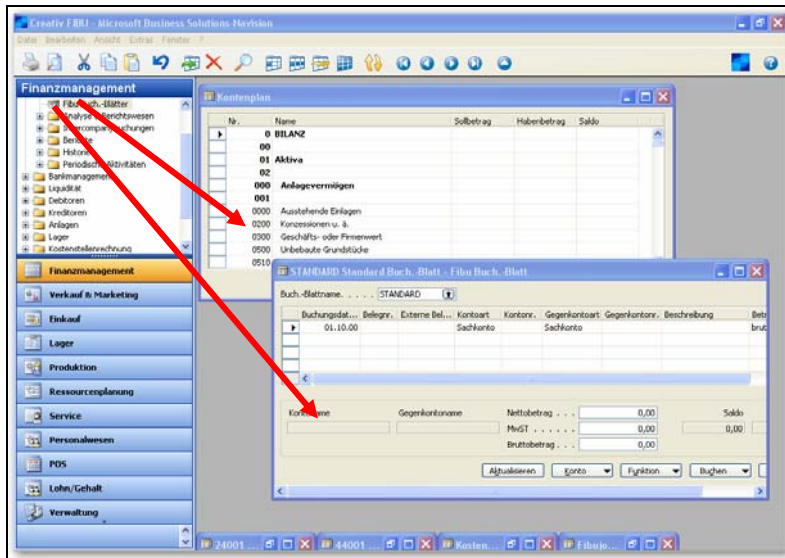 Creativ FIBU - Microsoft Business Solutions-Navision
Datei Bearbeiten Ansicht Extras Fenster ?
Finanzmanagement
Fibu Buch.-Blätter
Analyse & Berichtswesen
Intercompanybuchungen
Berichte
Historie
Periodische Aktivitäten
Bankmanagement
Liquidität
Debitoren
Kreditoren
Anlagen
Lager
Kostenstellenrechnung
Finanzmanagement
Verkauf & Marketing
Einkauf
Lager
Produktion
Ressourcenplanung
Service
Personalwesen
PDS
Lohn/Gehalt
Verwaltung
Kontenplan
Nr. Name Sollbetrag Habenbetrag Saldo
0 BILANZ
00
01 Aktiva
02
000 Anlagevermögen
001
0000 Ausstehende Einlagen
0200 Konzessionen u. ä.
0300 Geschäfts- oder Firmenwert
0500 Unbebaute Grundstücke
0510
STANDARD Standard Buch.-Blatt - Fibu Buch.-Blatt
Buch.-Blattname. . . . . STANDARD
Buchungsdat... Belegnr. Externe Bel... Kontoart Kontonr. Gegenkontoart Gegenkontonr. Beschreibung Betr
01.10.00 Sachkonto Sachkonto brut
Kontoname Gegenkontoname Nettobetrag . . . 0,00 Saldo
MwST . . . . . . 0,00 0,00
Bruttobetrag . . . 0,00
Aktualisieren Konto Funktion Buchen
24001 ... 44001 ... Kosten... Fibujo...